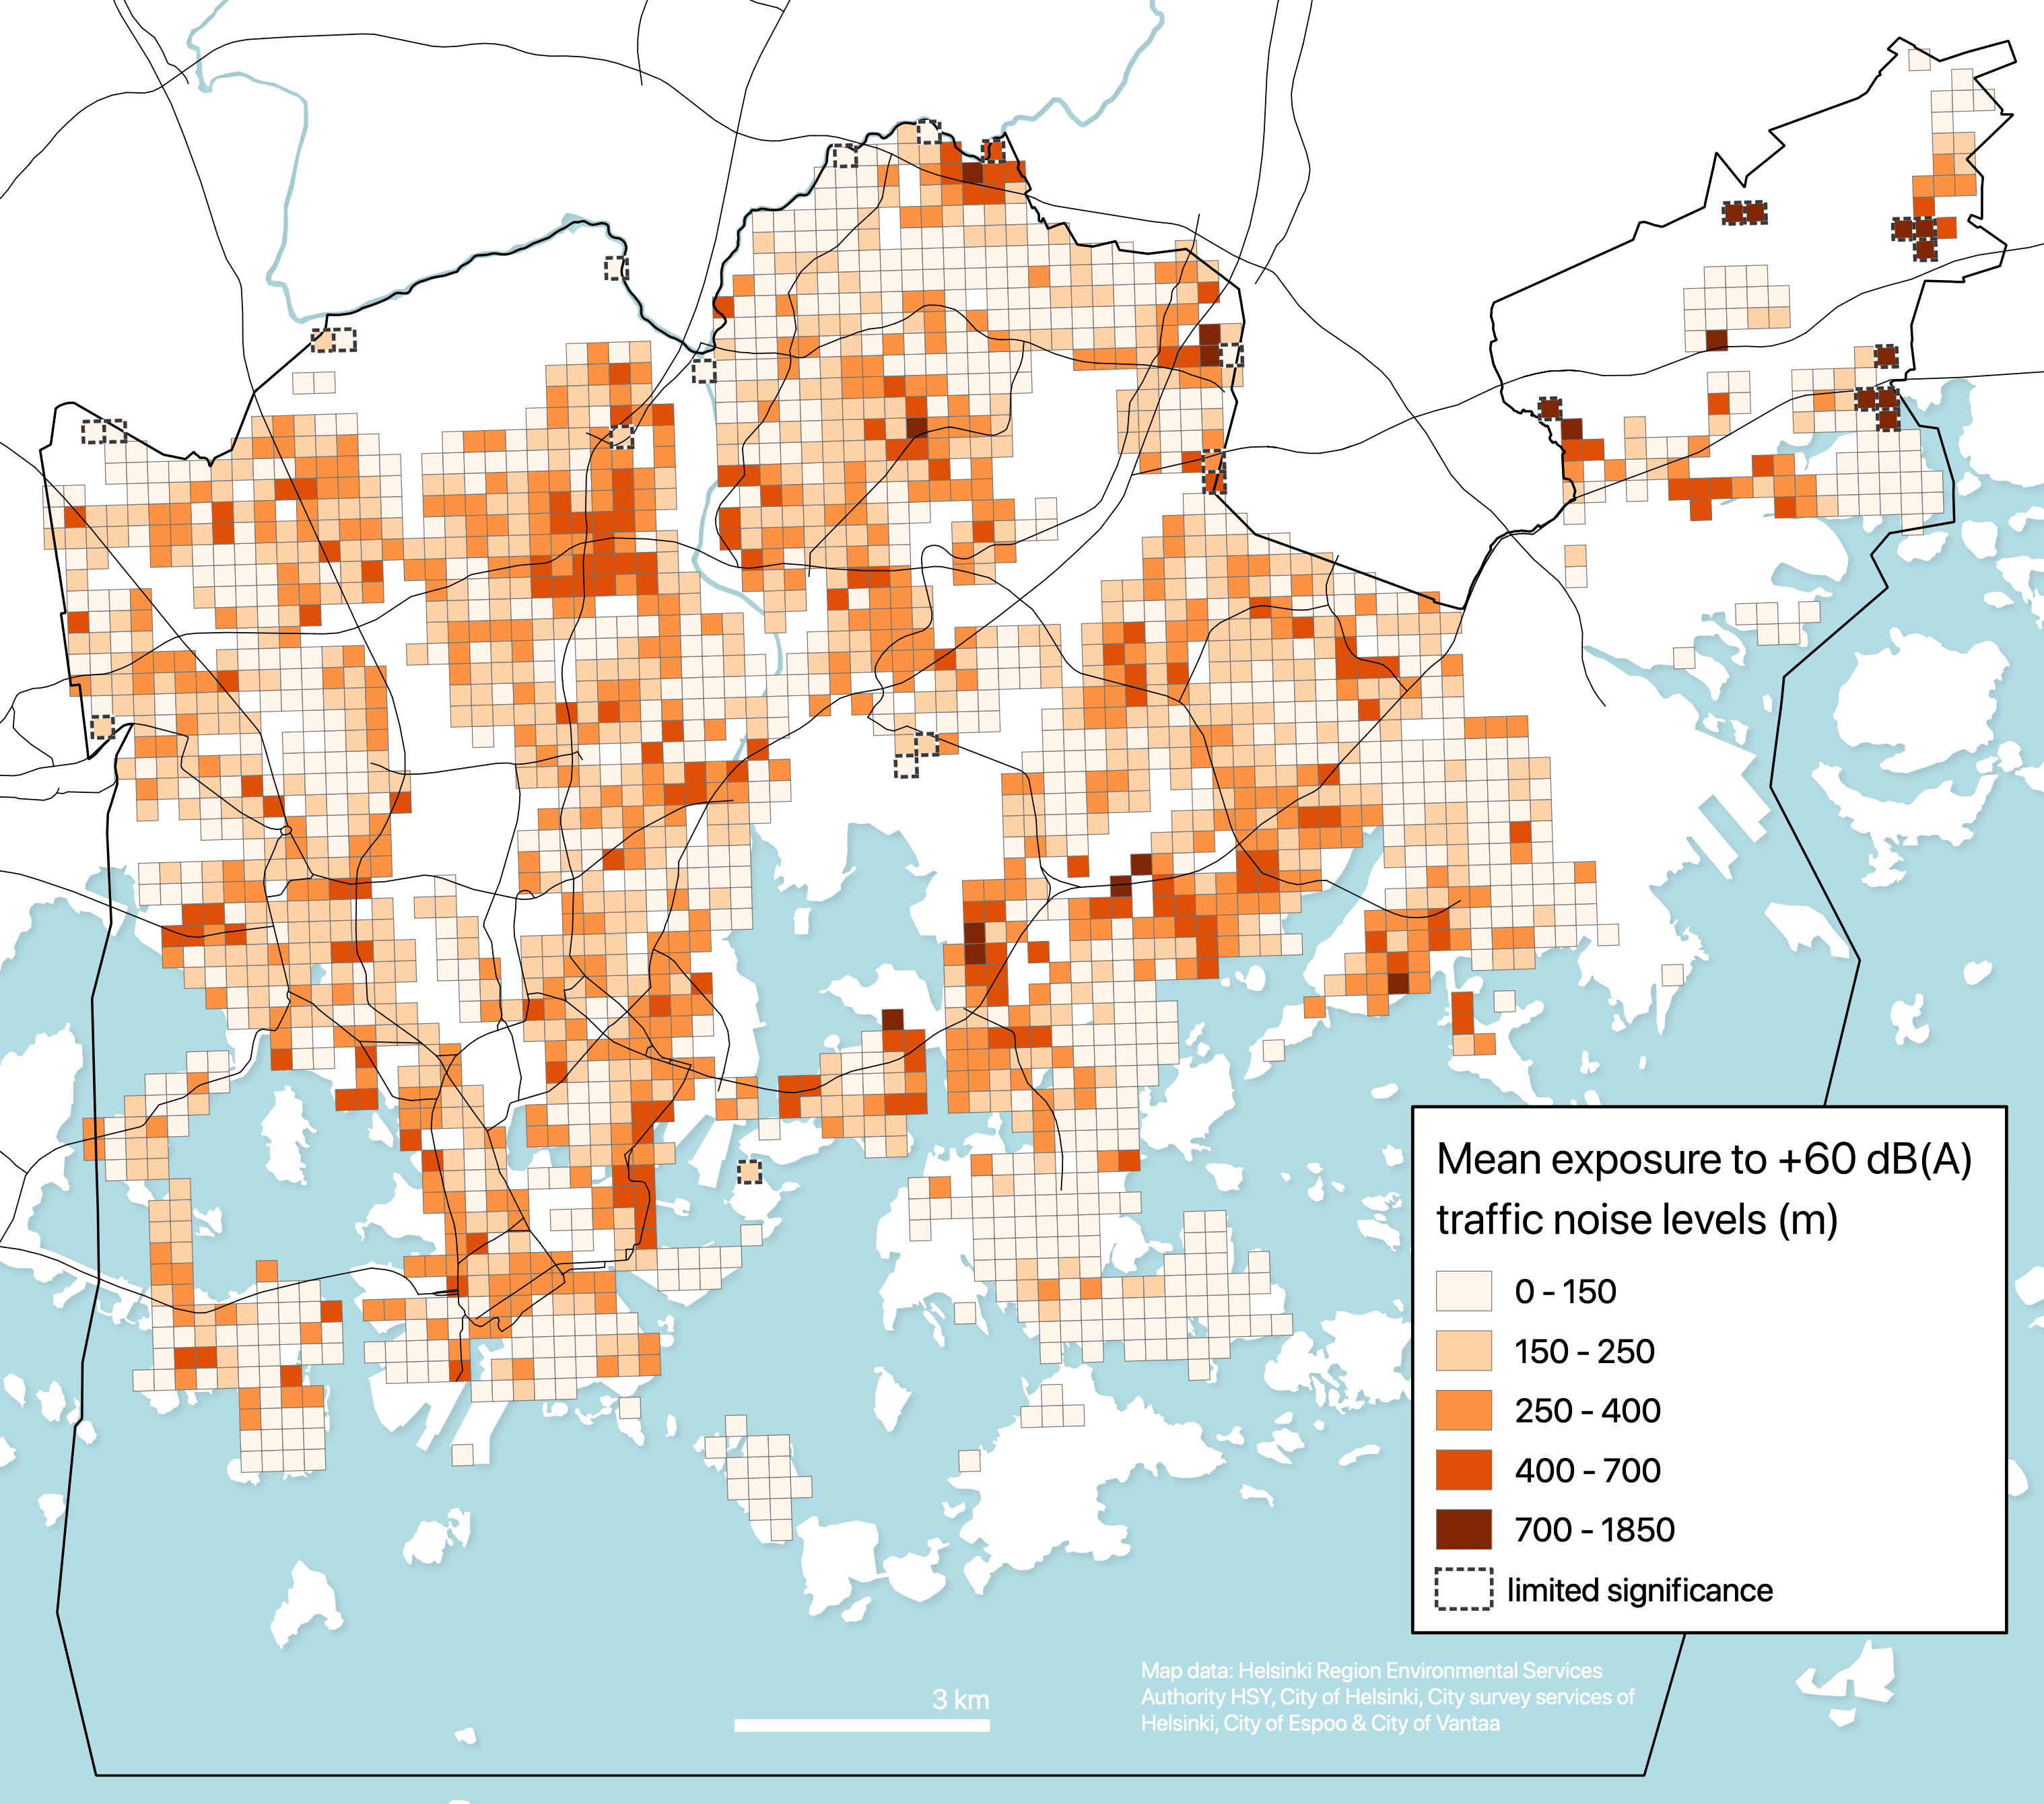 Mean exposure to +60 dB(A)
traffic noise levels (m)
0 - 150
150 - 250
250 - 400
400 - 700
700 - 1850
limited significance
3 km
Map data: Helsinki Region Environmental Services
Authority HSY, City of Helsinki, City survey services of
Helsinki, City of Espoo & City of Vantaa